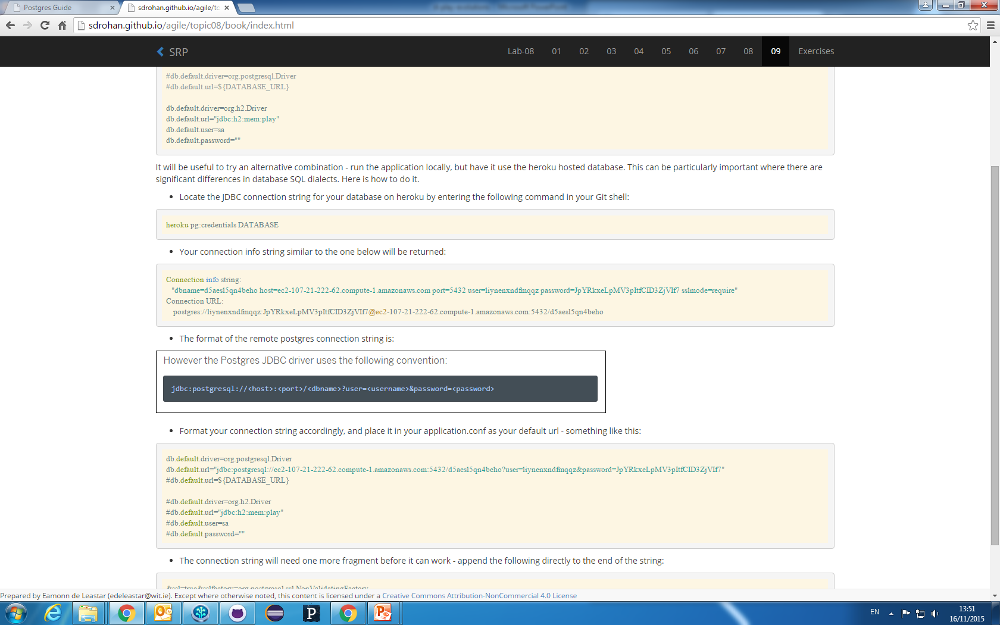 Postgres Guide
sdrohan.github.io/agile/to
sdrohan.github.io/agile/topic08/book/index.html
SRP
Lab-08 01 02 03 04 05 06 07 08 09 Exercises
#db.default.driver=org.postgresql.Driver
#db.default.url=${DATABASE_URL}
db.default.driver=org.h2.Driver
db.default.url="jdbc:h2:mem:play"
db.default.user=sa
db.default.password=""
It will be useful to try an alternative combination - run the application locally, but have it use the heroku hosted database. This can be particularly important where there are
significant differences in database SQL dialects. Here is how to do it.
Locate the JDBC connection string for your database on heroku by entering the following command in your Git shell:
heroku pg:credentials DATABASE
Your connection info string similar to the one below will be returned:
Connection info string:
"dbname=d5aesl5qn4beho host=ec2-107-21-222-62.compute-1.amazonaws.com port=5432 user=liynenxndfmqqz password=JpYRkxeLpMV3pItfCID3ZjVIf7 sslmode=require"
Connection URL:
postgres://liynenxndfmqqz:JpYRkxeLpMV3pItfCID3ZjVIf7@ec2-107-21-222-62.compute-1.amazonaws.com:5432/d5aesl5qn4beho
The format of the remote postgres connection string is:
However the Postgres JDBC driver uses the following convention:
jdbc:postgresql://<host>:<port>/<dbname>?user=<username>&password=<password>
Format your connection string accordingly, and place it in your application.conf as your default url - something like this:
db.default.driver=org.postgresql.Driver
db.default.url="jdbc:postgresql://ec2-107-21-222-62.compute-1.amazonaws.com:5432/d5aesl5qn4beho?user=liynenxndfmqqz&password=JpYRkxeLpMV3pItfCID3ZjVIf7"
#db.default.url=${DATABASE_URL}
#db.default.driver=org.h2.Driver
#db.default.url="jdbc:h2:mem:play"
#db.default.user=sa
#db.default.password=""
The connection string will need one more fragment before it can work - append the following directly to the end of the string:
&ssl=true&sslfactory=org.postgresql.ssl.NonValidatingFactory
Prepared by Eamonn de Leastar (edeleastar@wit.ie). Except where otherwise noted, this content is licensed under a Creative Commons Attribution-NonCommercial 4.0 License
EN
13:51
16/11/2015